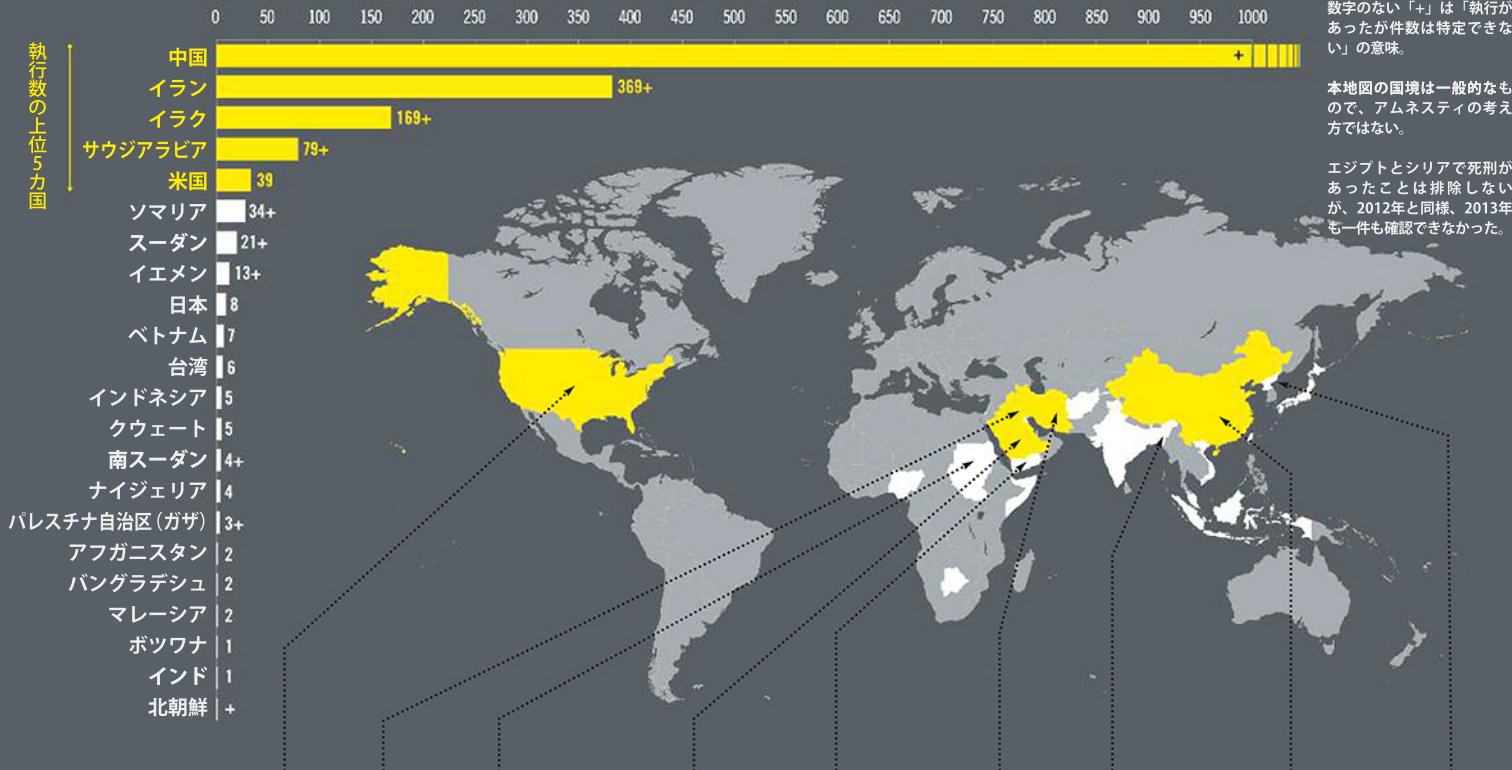 0 50 100 150 200 250 300 350 400 450 500 550 600 650 700 750 800 850 900 950 1000
執行数の上位5カ国
中国 +
イラン 369+
イラク 169+
サウジアラビア 79+
米国 39
ソマリア 34+
スーダン 21+
イエメン 13+
日本 8
ベトナム 7
台湾 6
インドネシア 5
クウェート 5
南スーダン 4+
ナイジェリア 4
パレスチナ自治区(ガザ) 3+
アフガニスタン 2
バングラデシュ 2
マレーシア 2
ボツワナ 1
インド 1
北朝鮮 +
数字のない「+」は「執行が
あったが件数は特定できな
い」の意味。
本地図の国境は一般的なも
ので、アムネスティの考え
方ではない。
エジプトとシリアで死刑が
あったことは排除しない
が、2012年と同様、2013年
も一件も確認できなかった。